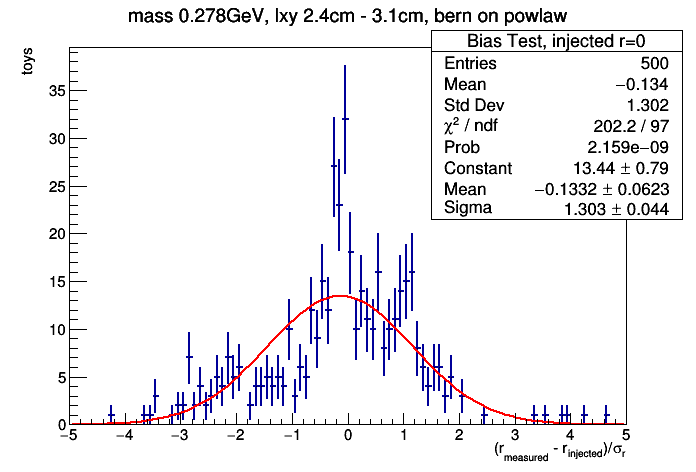 mass 0.278GeV, lxy 2.4cm - 3.1cm, bern on powlaw
Bias Test, injected r=0
Entries 500
Mean −0.134
Std Dev 1.302
χ² / ndf 202.2 / 97
Prob 2.159e−09
Constant 13.44 ± 0.79
Mean −0.1332 ± 0.0623
Sigma 1.303 ± 0.044
toys
35
30
25
20
15
10
5
0
−5 −4 −3 −2 −1 0 1 2 3 4 5
(r_measured - r_injected)/σ_r